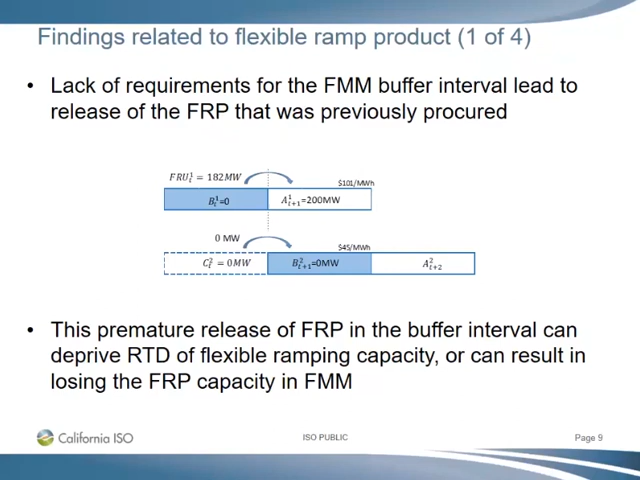 Findings related to flexible ramp product (1 of 4)
• Lack of requirements for the FMM buffer interval lead to
release of the FRP that was previously procured
FRU¹ₜ = 182MW
$101/MWh
B¹ₜ=0
A¹ₜ₊₁=200MW
0 MW
$45/MWh
C²ₜ = 0MW
B²ₜ₊₁=0MW
A²ₜ₊₂
• This premature release of FRP in the buffer interval can
deprive RTD of flexible ramping capacity, or can result in
losing the FRP capacity in FMM
California ISO
ISO PUBLIC
Page 9